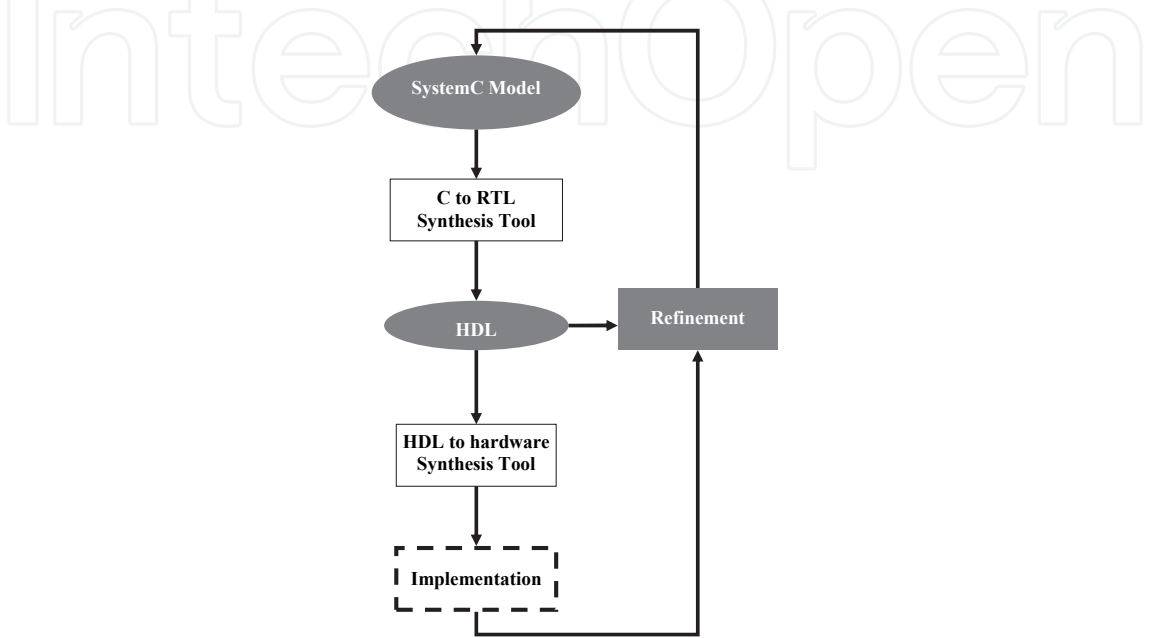 IntechOpen
SystemC Model
C to RTL
Synthesis Tool
HDL
Refinement
HDL to hardware
Synthesis Tool
Implementation